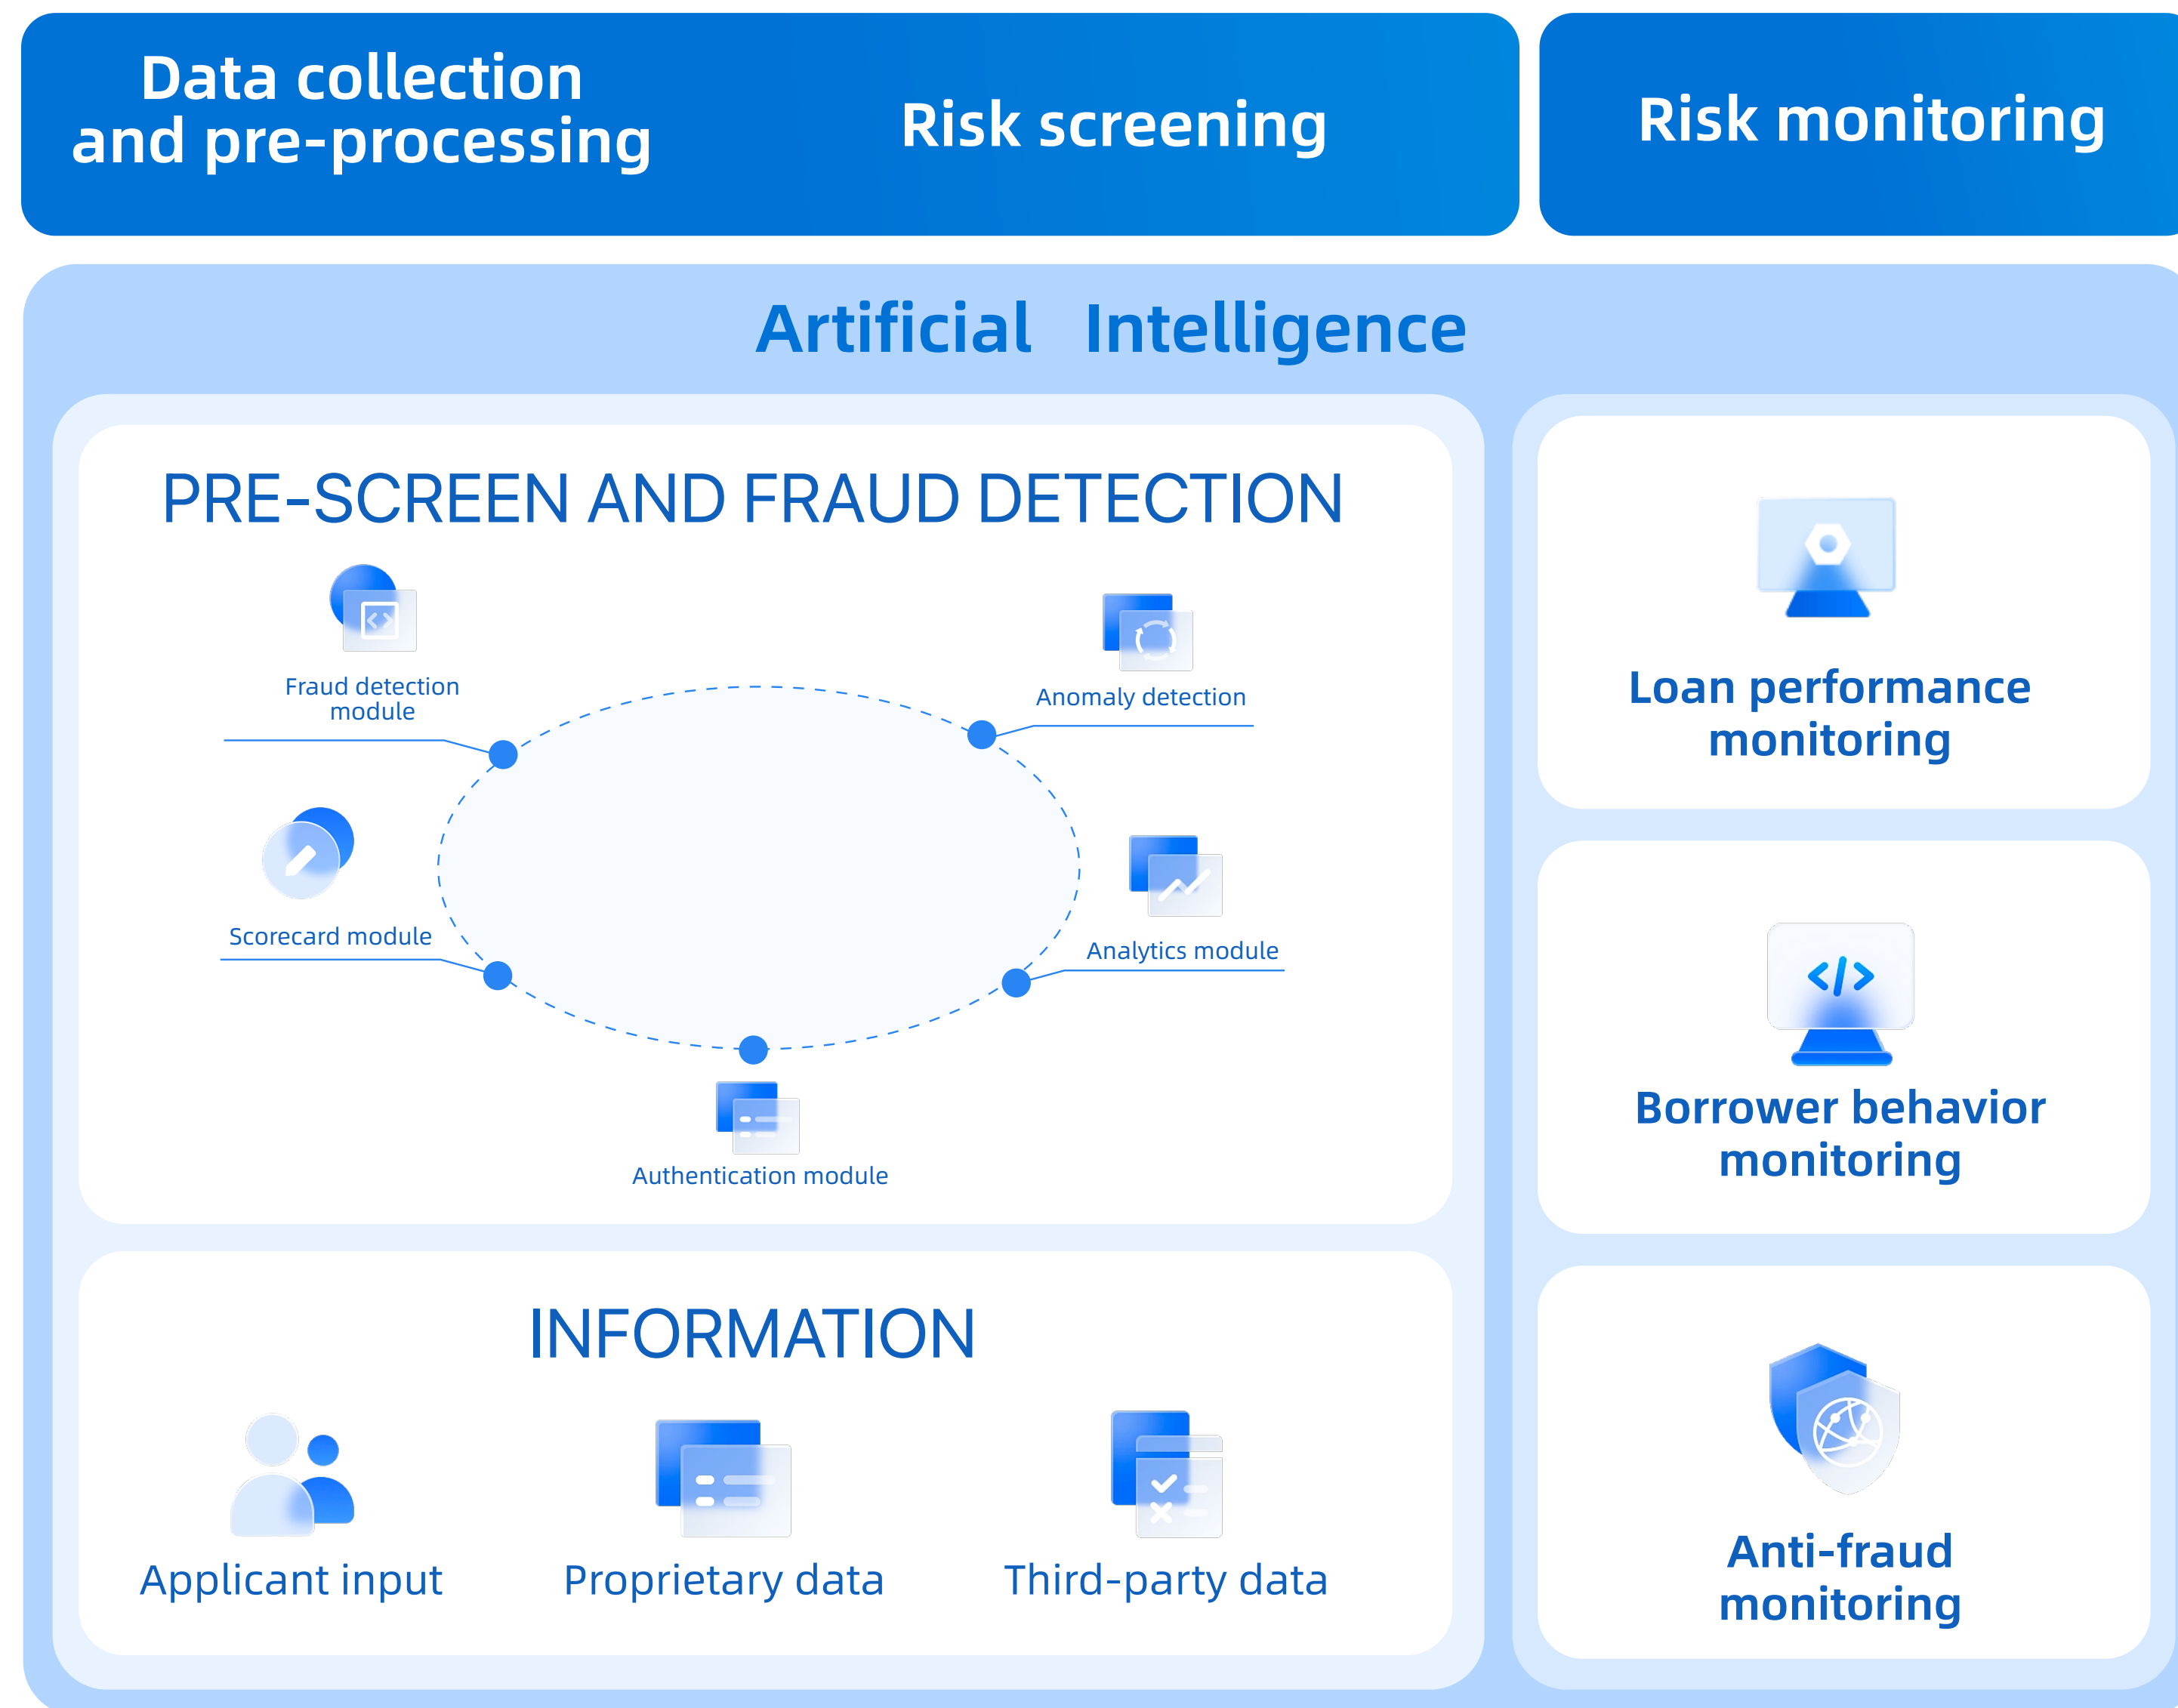 Data collection
and pre-processing
Risk screening
Risk monitoring
Artificial Intelligence
PRE-SCREEN AND FRAUD DETECTION
Fraud detection
module
Anomaly detection
Scorecard module
Analytics module
Authentication module
INFORMATION
Applicant input
Proprietary data
Third-party data
Loan performance
monitoring
Borrower behavior
monitoring
Anti-fraud
monitoring